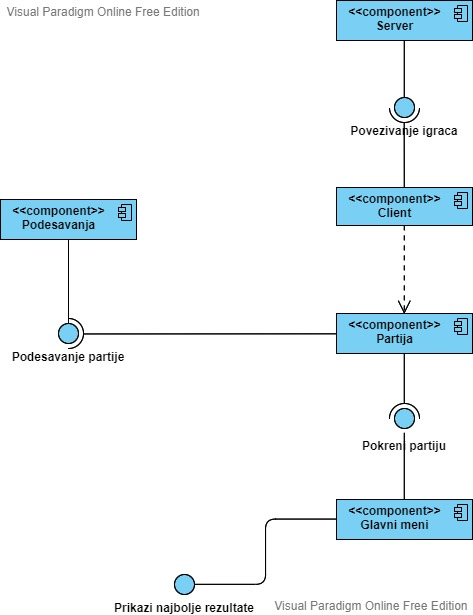 Visual Paradigm Online Free Edition
<<component>>
Server
Povezivanje igraca
<<component>>
Podesavanja
<<component>>
Client
<<component>>
Partija
Podesavanje partije
Pokreni partiju
<<component>>
Glavni meni
Prikazi najbolje rezultate
Visual Paradigm Online Free Edition